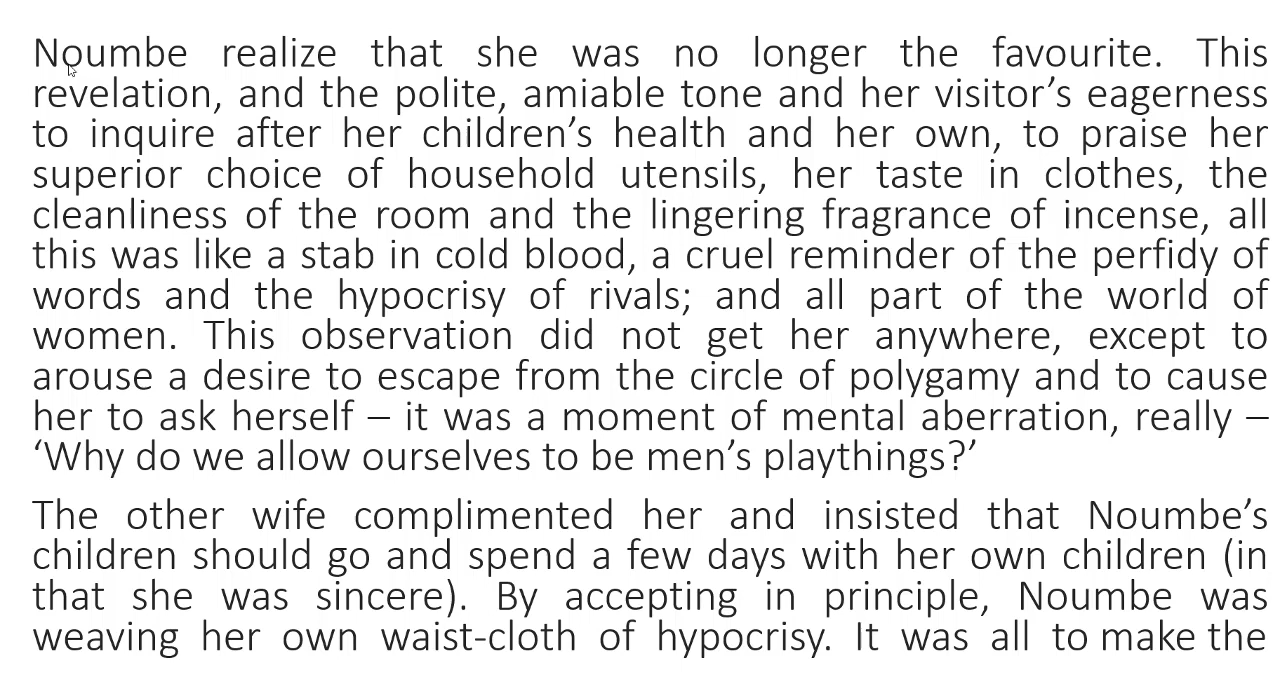 Noumbe realize that she was no longer the favourite. This
revelation, and the polite, amiable tone and her visitor’s eagerness
to inquire after her children’s health and her own, to praise her
superior choice of household utensils, her taste in clothes, the
cleanliness of the room and the lingering fragrance of incense, all
this was like a stab in cold blood, a cruel reminder of the perfidy of
words and the hypocrisy of rivals; and all part of the world of
women. This observation did not get her anywhere, except to
arouse a desire to escape from the circle of polygamy and to cause
her to ask herself – it was a moment of mental aberration, really –
‘Why do we allow ourselves to be men’s playthings?’
The other wife complimented her and insisted that Noumbe’s
children should go and spend a few days with her own children (in
that she was sincere). By accepting in principle, Noumbe was
weaving her own waist-cloth of hypocrisy. It was all to make the